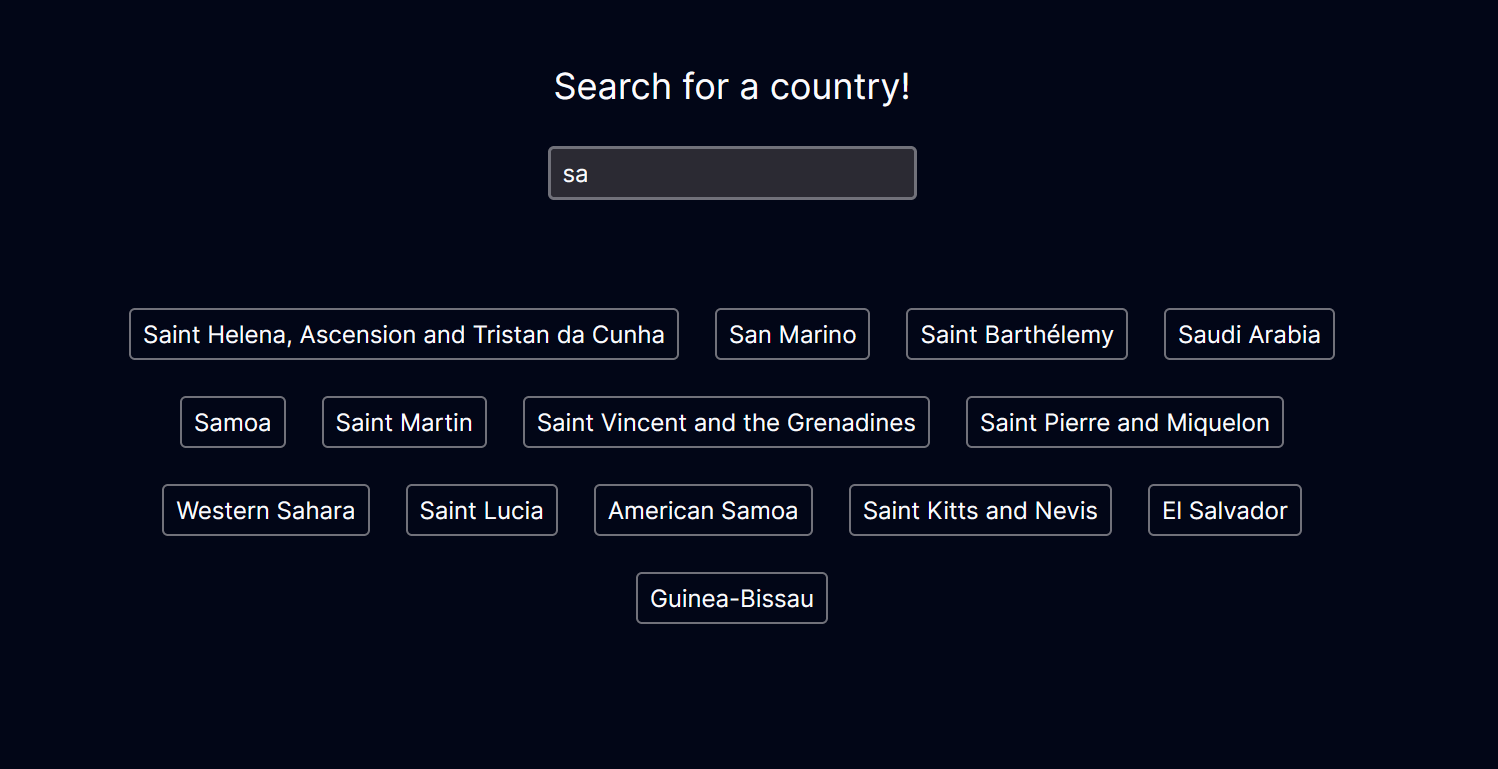 Search for a country!
sa
Saint Helena, Ascension and Tristan da Cunha
San Marino
Saint Barthélemy
Saudi Arabia
Samoa
Saint Martin
Saint Vincent and the Grenadines
Saint Pierre and Miquelon
Western Sahara
Saint Lucia
American Samoa
Saint Kitts and Nevis
El Salvador
Guinea-Bissau